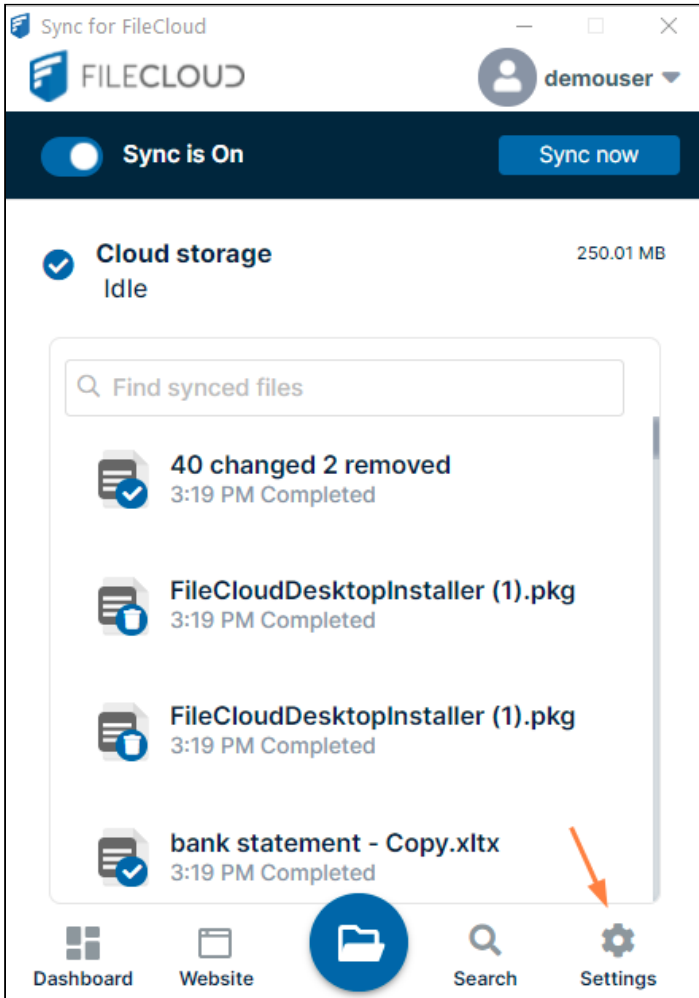 Sync for FileCloud
FILECLOUD
demouser
Sync is On
Sync now
Cloud storage
250.01 MB
Idle
Find synced files
40 changed 2 removed
3:19 PM Completed
FileCloudDesktopInstaller (1).pkg
3:19 PM Completed
FileCloudDesktopInstaller (1).pkg
3:19 PM Completed
bank statement - Copy.xltx
3:19 PM Completed
Dashboard
Website
Search
Settings